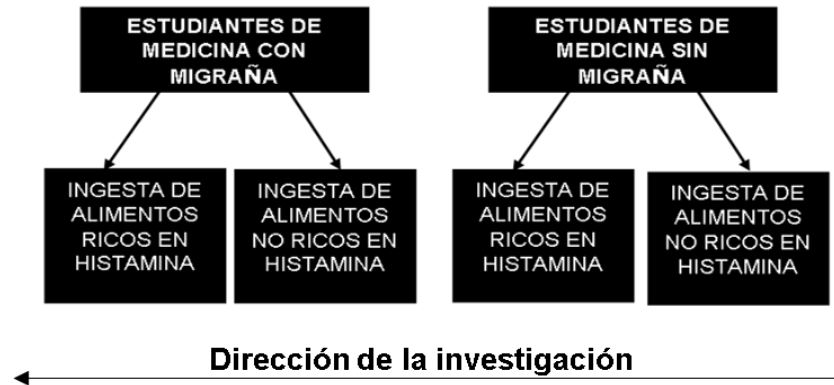 ESTUDIANTES DE
MEDICINA CON
MIGRAÑA
ESTUDIANTES DE
MEDICINA SIN
MIGRAÑA
INGESTA DE
ALIMENTOS
RICOS EN
HISTAMINA
INGESTA DE
ALIMENTOS
NO RICOS EN
HISTAMINA
INGESTA DE
ALIMENTOS
RICOS EN
HISTAMINA
INGESTA DE
ALIMENTOS
NO RICOS EN
HISTAMINA
Dirección de la investigación